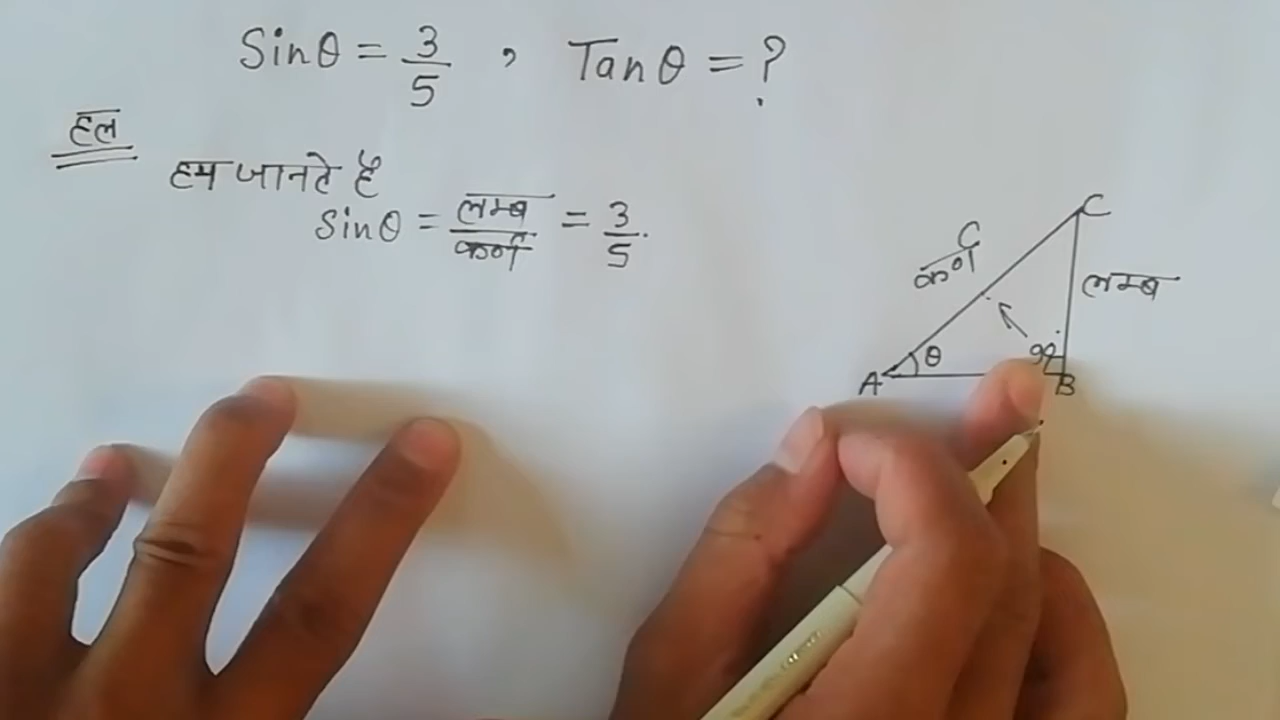 Sinθ = 3/5 , Tanθ = ?
हल
हम जानते है
Sinθ = लम्ब/कर्ण = 3/5
C
कर्ण
लम्ब
θ
90°
A
B